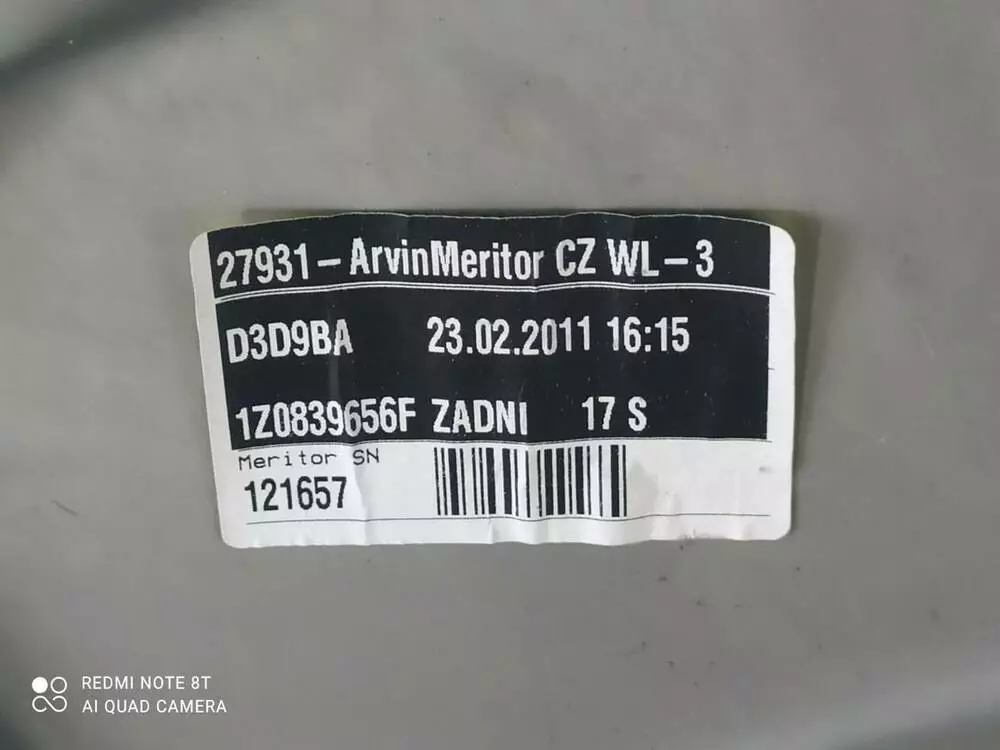 27931 - ArvinMeritor CZ WL - 3
D3D9BA 23.02.2011 16:15
1Z0839656F ZADNI 17 S
Meritor SN
121657
REDMI NOTE 8T
AI QUAD CAMERA